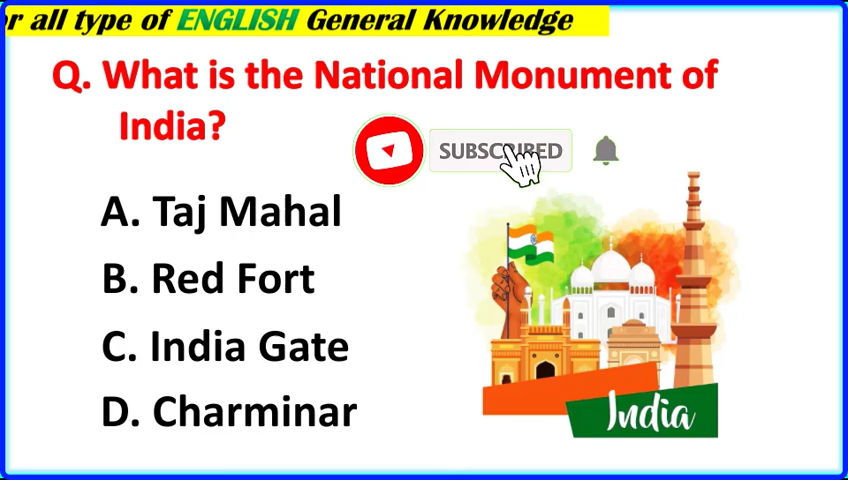 or all type of ENGLISH General Knowledge
Q. What is the National Monument of
India?
SUBSCRIBED
A. Taj Mahal
B. Red Fort
C. India Gate
D. Charminar
India